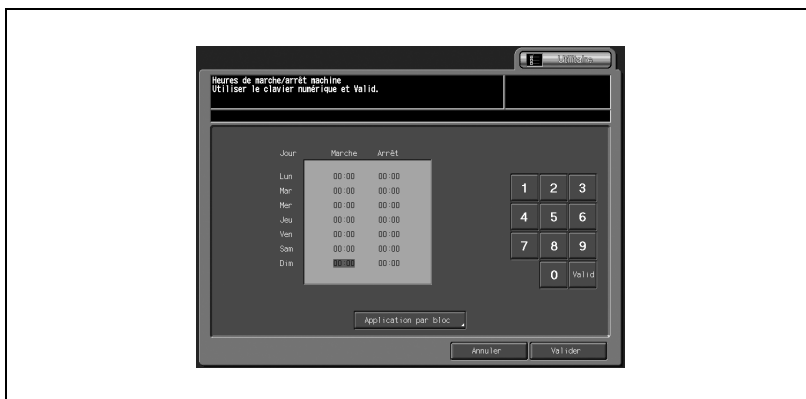 Utilitaire
Heures de marche/arrêt machine
Utiliser le clavier numérique et Valid.
Jour Marche Arrêt
Lun 00:00 00:00
Mar 00:00 00:00
Mer 00:00 00:00
Jeu 00:00 00:00
Ven 00:00 00:00
Sam 00:00 00:00
Dim 00:00 00:00
1 2 3
4 5 6
7 8 9
0 Valid
Application par bloc
Annuler Valider